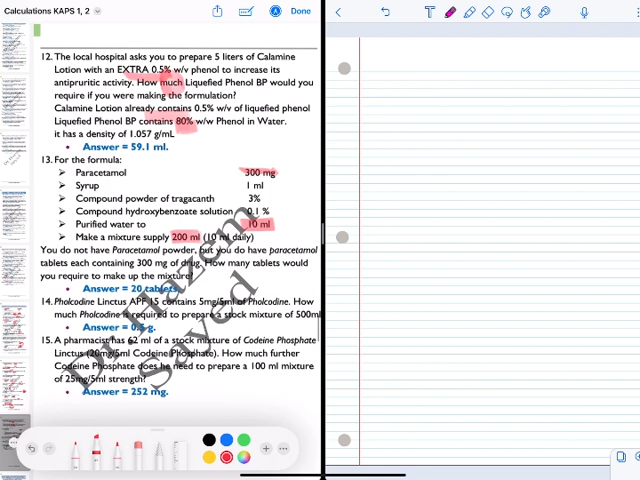 Calculations KAPS 1, 2
Done
12. The local hospital asks you to prepare 5 liters of Calamine
Lotion with an EXTRA 0.5% w/v phenol to increase its
antipruritic activity. How much Liquefied Phenol BP would you
require if you were making the formulation?
Calamine Lotion already contains 0.5% w/v of liquefied phenol
Liquefied Phenol BP contains 80% w/w Phenol in Water.
it has a density of 1.057 g/mL
• Answer = 59.1 ml.
13. For the formula:
➤ Paracetamol 300 mg
➤ Syrup 1 ml
➤ Compound powder of tragacanth 3%
➤ Compound hydroxybenzoate solution 0.1 %
➤ Purified water to 10 ml
➤ Make a mixture supply 200 ml (10 ml daily)
You do not have Paracetamol powder, but you do have paracetamol
tablets each containing 300 mg of drug. How many tablets would
you require to make up the mixture?
• Answer = 20 tablets.
14. Pholcodine Linctus APF 15 contains 5mg/5ml of Pholcodine. How
much Pholcodine is required to prepare a stock mixture of 500ml
• Answer = 0.5 g.
15. A pharmacist has 62 ml of a stock mixture of Codeine Phosphate
Linctus (20mg/5ml Codeine Phosphate). How much further
Codeine Phosphate does he need to prepare a 100 ml mixture
of 25mg/5ml strength?
• Answer = 252 mg.
Dr Hazem
Sayed